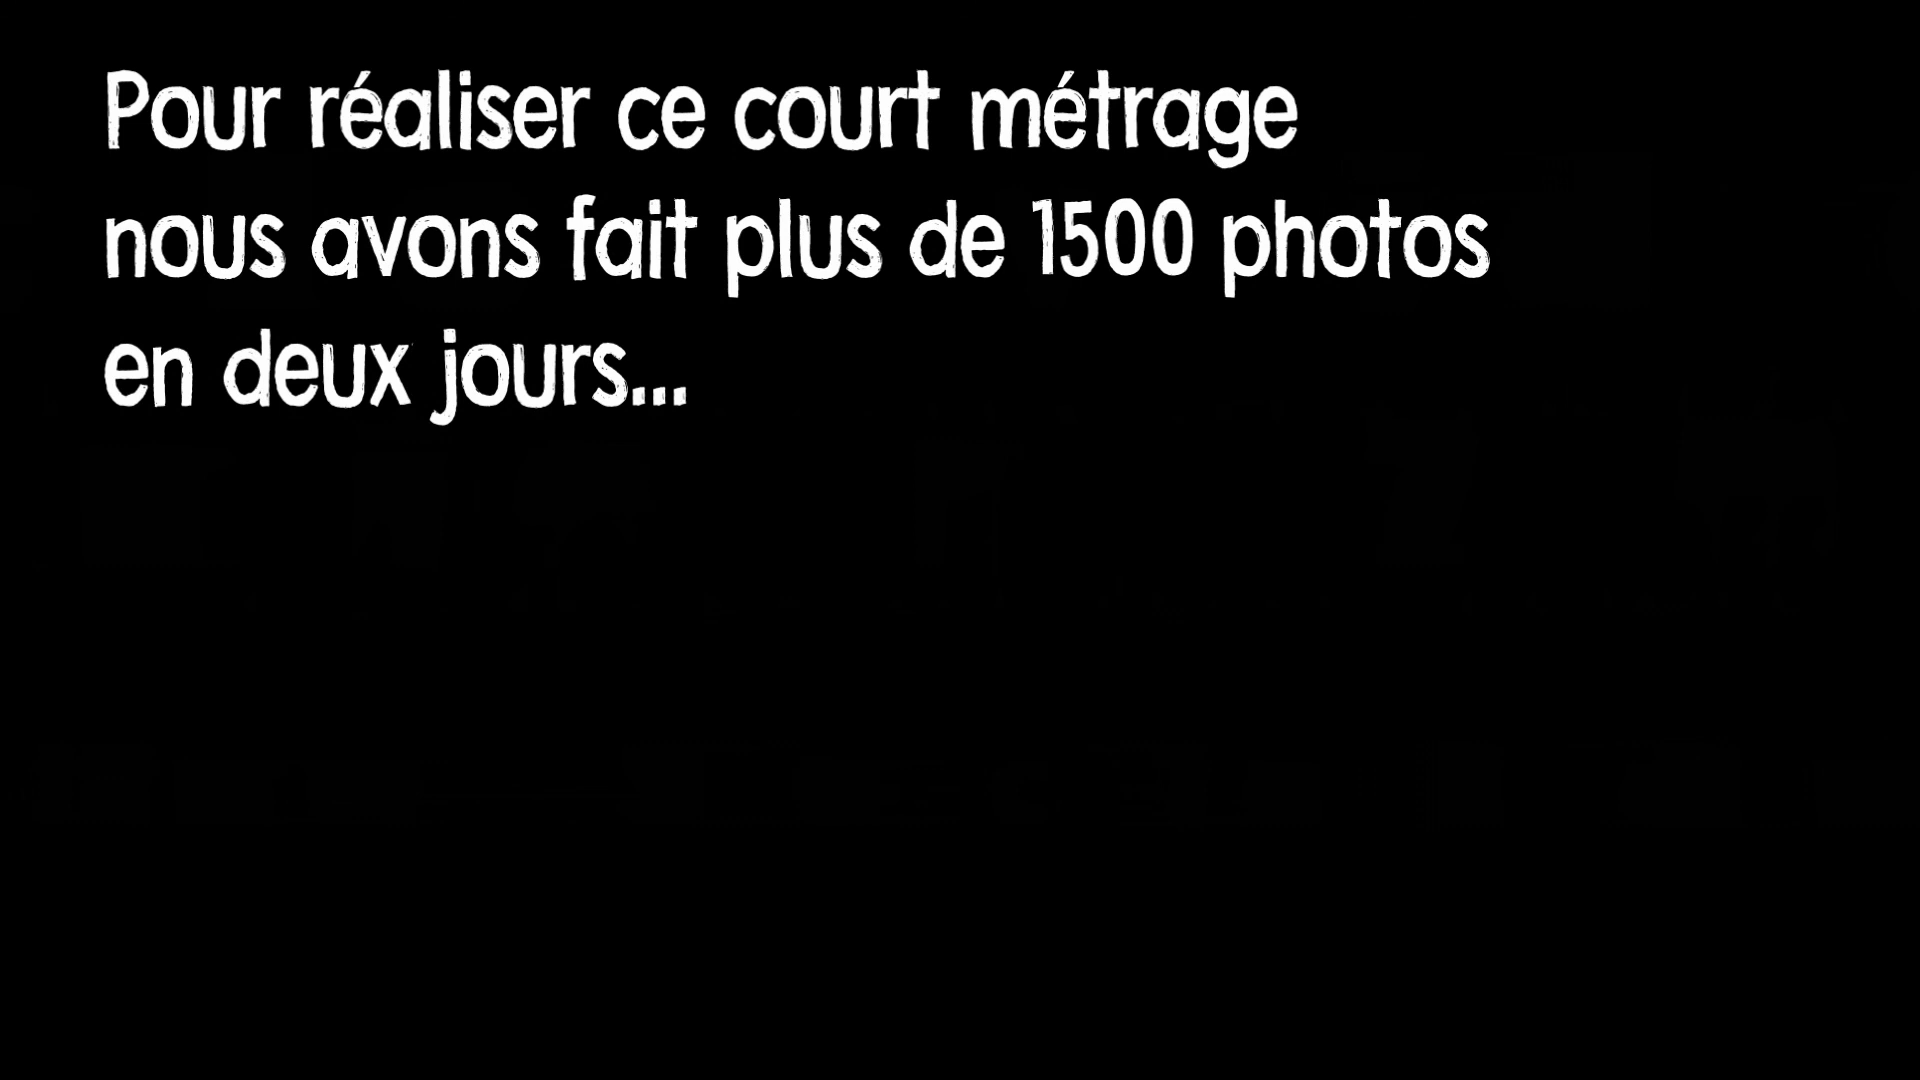 Pour réaliser ce court métrage
nous avons fait plus de 1500 photos
en deux jours...